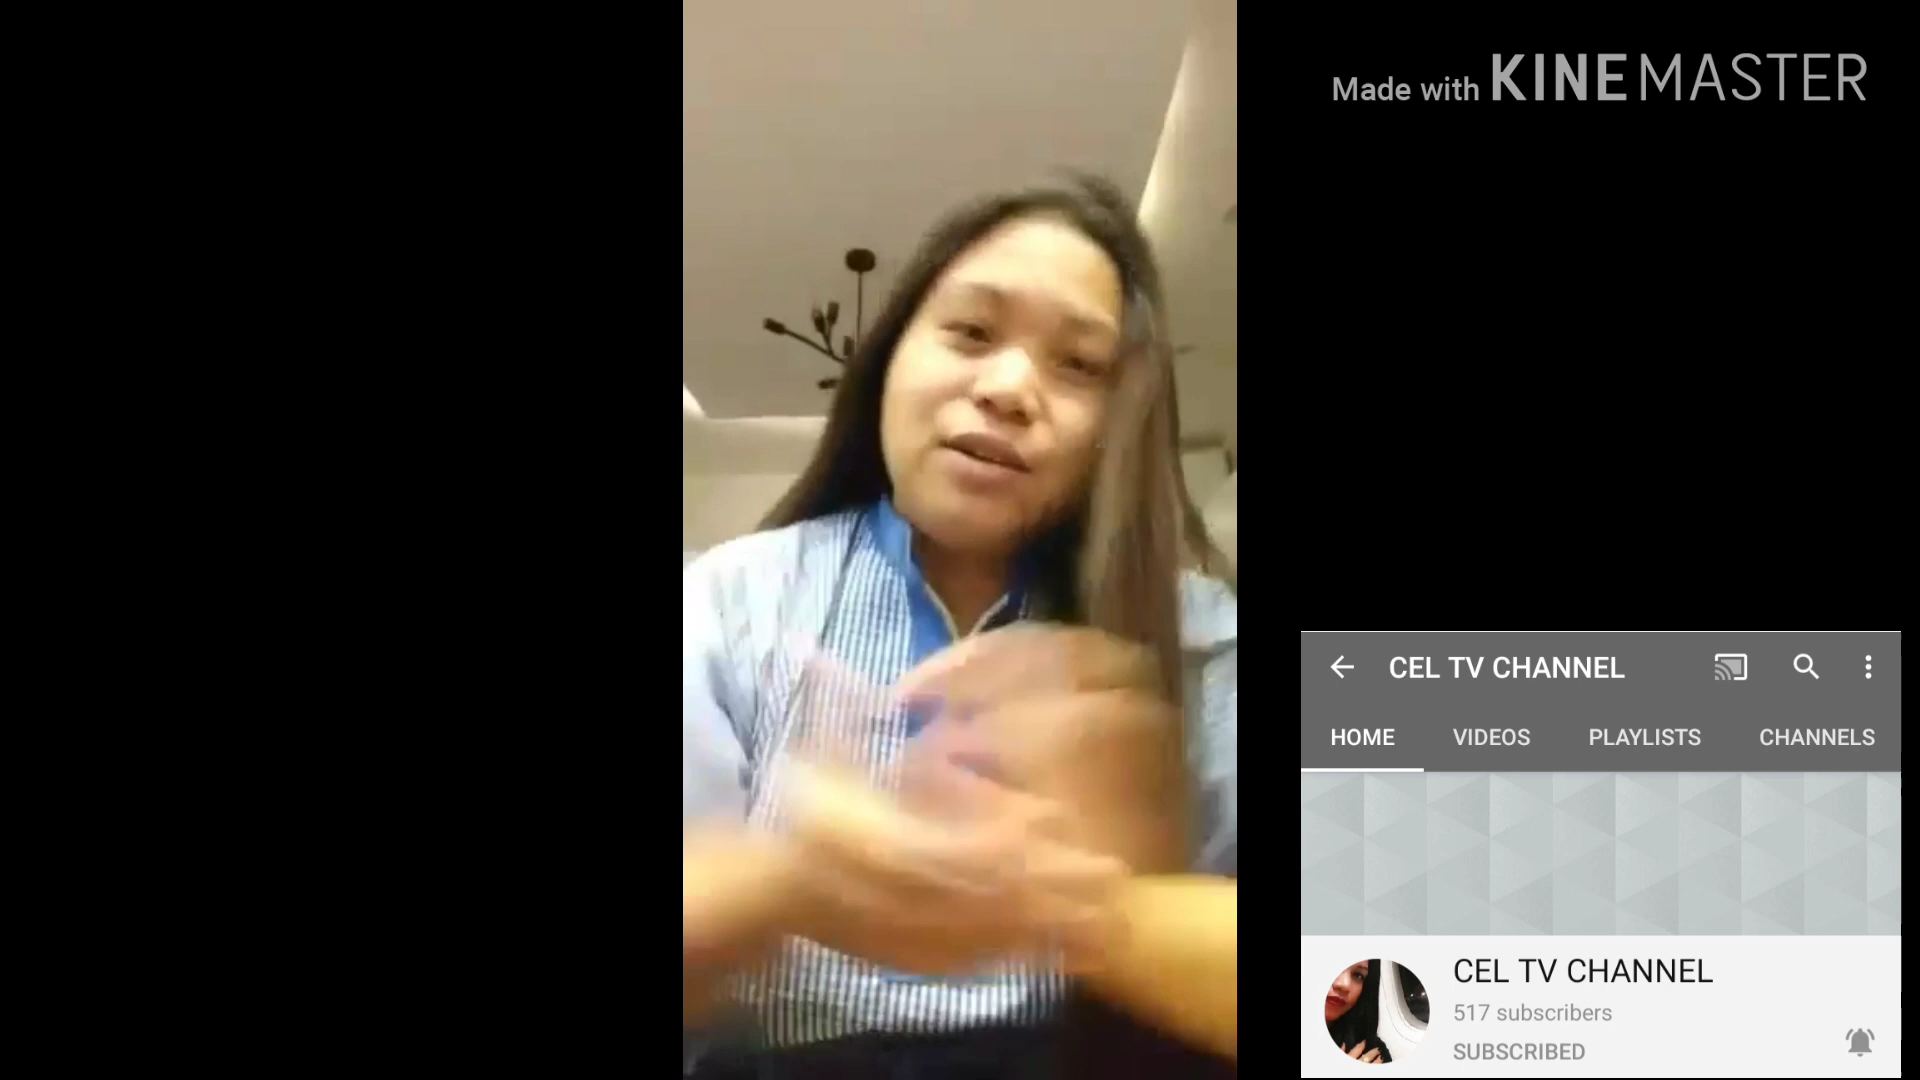 Made with KINEMASTER
CEL TV CHANNEL
HOME VIDEOS PLAYLISTS CHANNELS
CEL TV CHANNEL
517 subscribers
SUBSCRIBED